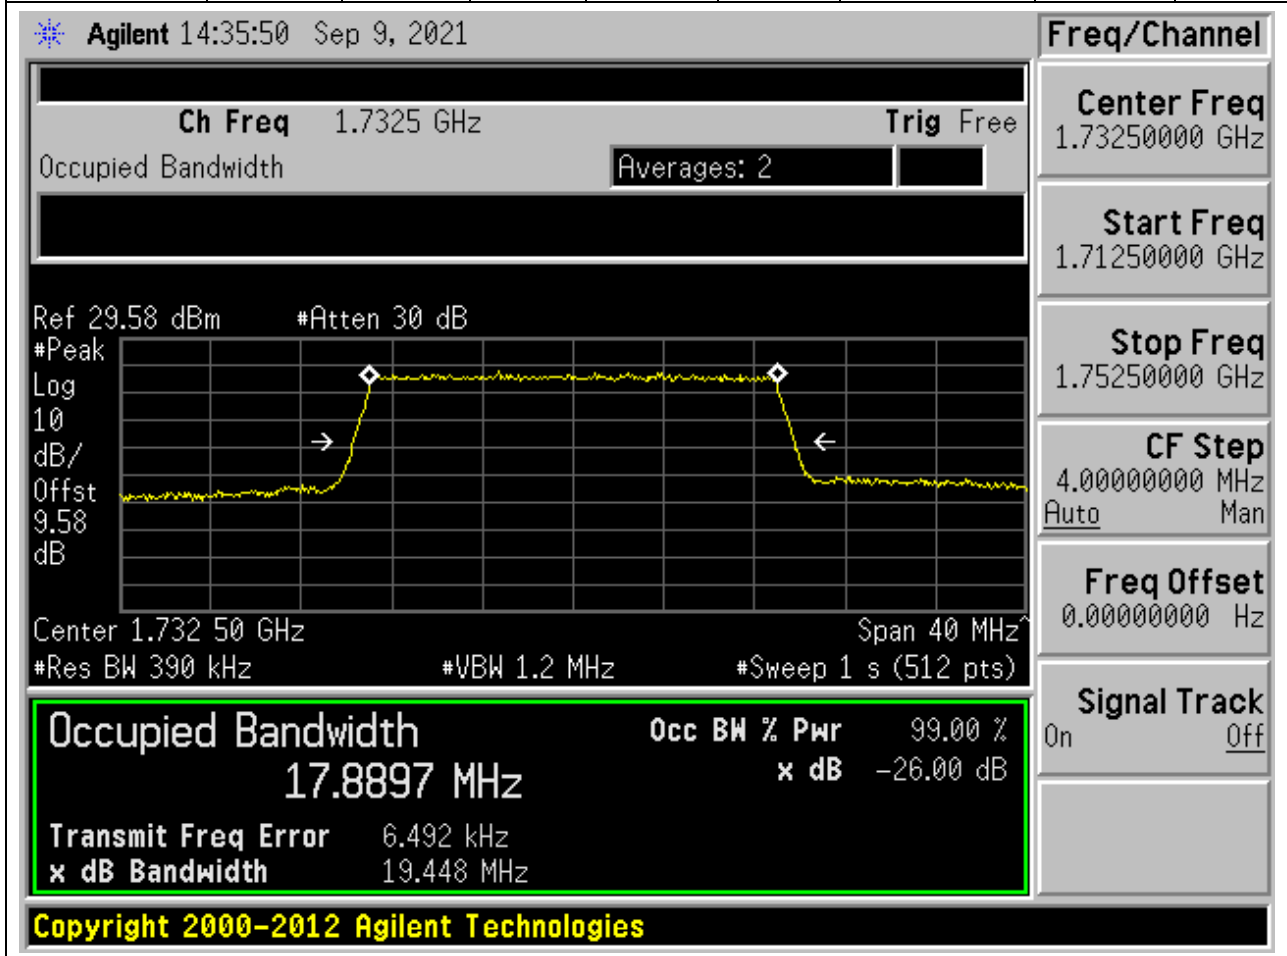 Agilent 14:35:50 Sep 9, 2021
Freq/Channel
Ch Freq 1.7325 GHz Trig Free
Occupied Bandwidth Averages: 2
Center Freq
1.73250000 GHz
Start Freq
1.71250000 GHz
Stop Freq
1.75250000 GHz
CF Step
4.00000000 MHz
Auto Man
Freq Offset
0.00000000 Hz
Signal Track
On Off
Ref 29.58 dBm #Atten 30 dB
#Peak
Log
10
dB/
Offst
9.58
dB
Center 1.732 50 GHz Span 40 MHz^
#Res BW 390 kHz #VBW 1.2 MHz #Sweep 1 s (512 pts)
Occupied Bandwidth Occ BW % Pwr 99.00 %
17.8897 MHz x dB -26.00 dB
Transmit Freq Error 6.492 kHz
x dB Bandwidth 19.448 MHz
Copyright 2000-2012 Agilent Technologies